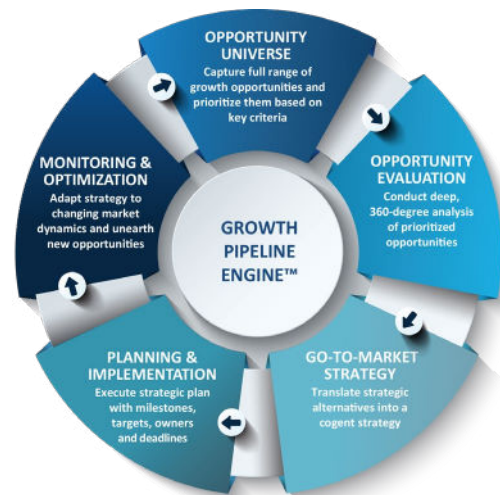 OPPORTUNITY
UNIVERSE
Capture full range of
growth opportunities and
prioritize them based on
key criteria
OPPORTUNITY
EVALUATION
Conduct deep,
360-degree analysis
of prioritized
opportunities
GO-TO-MARKET
STRATEGY
Translate strategic
alternatives into a
cogent strategy
PLANNING &
IMPLEMENTATION
Execute strategic plan
with milestones,
targets, owners
and deadlines
MONITORING &
OPTIMIZATION
Adapt strategy to
changing market
dynamics and unearth
new opportunities
GROWTH
PIPELINE
ENGINE™